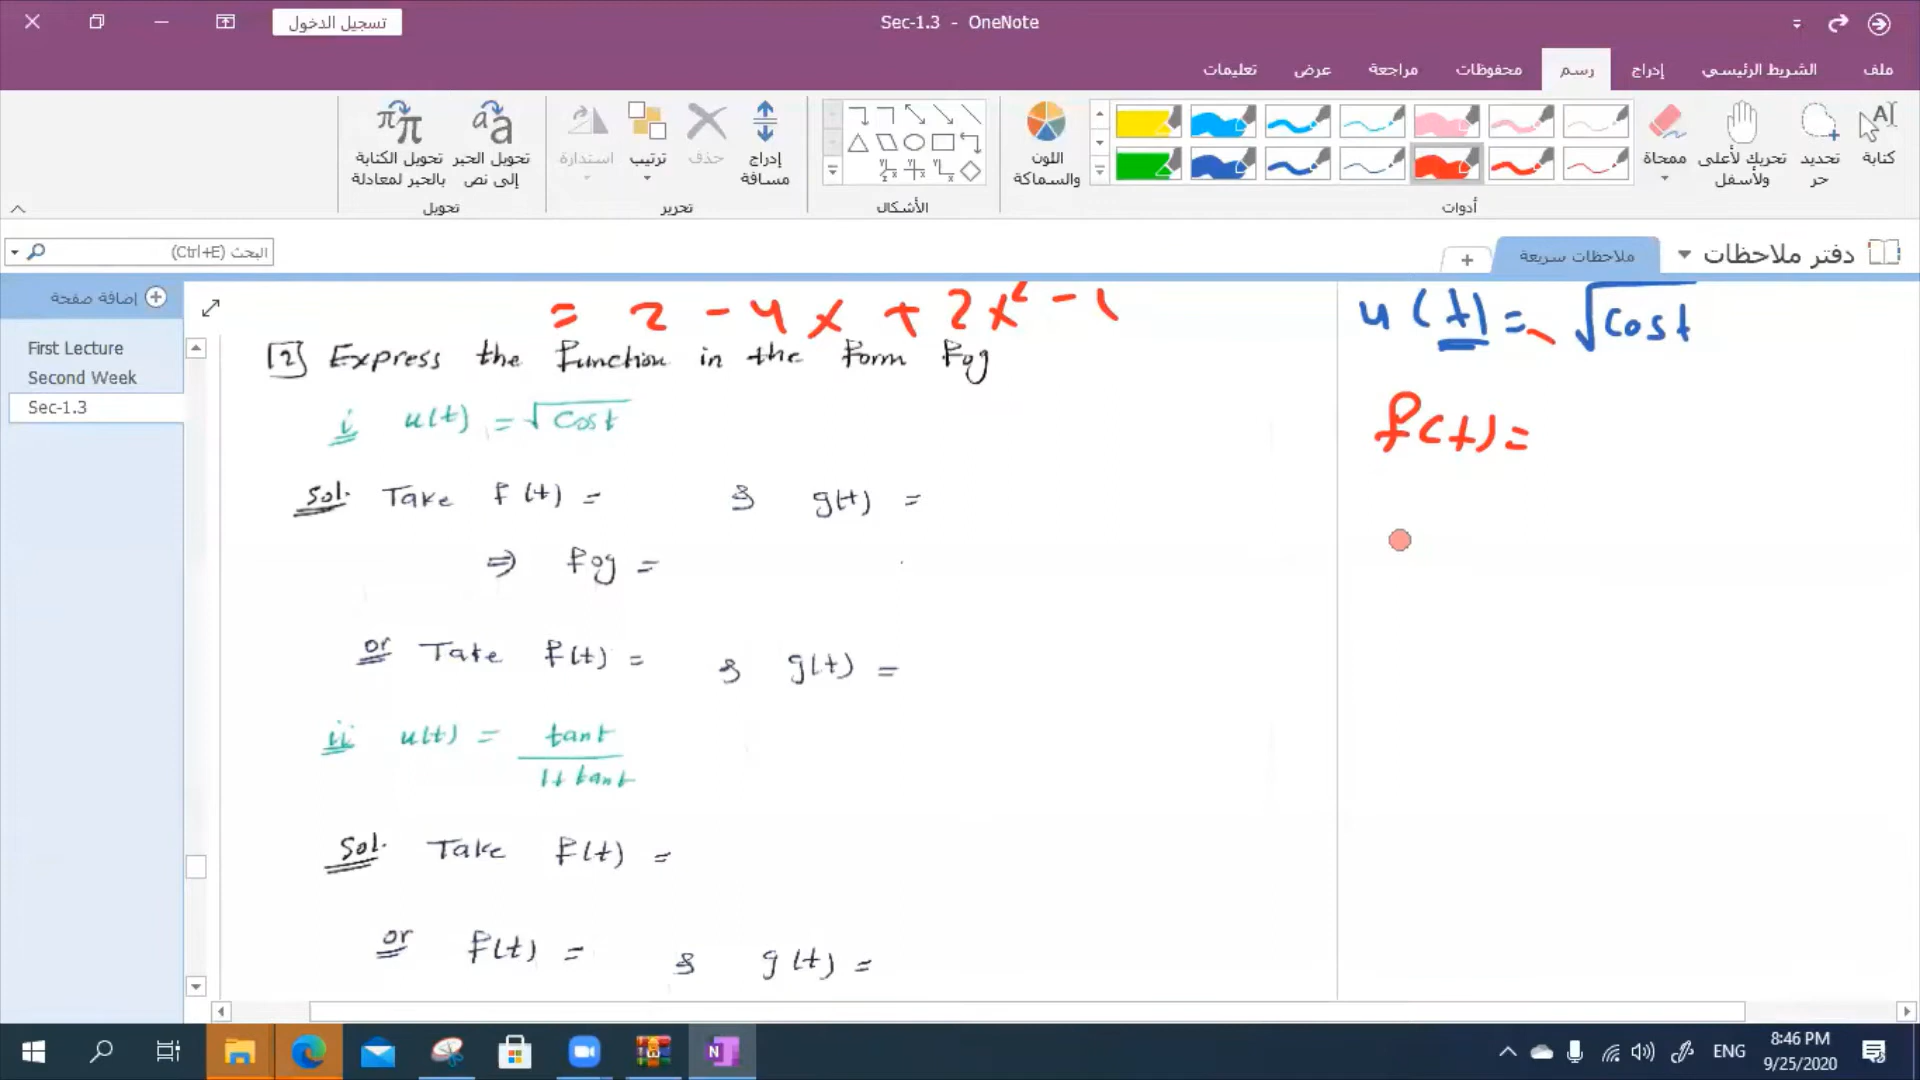 تسجيل الدخول
Sec-1.3 - OneNote
ملف
الشريط الرئيسي
إدراج
رسم
محفوظات
مراجعة
عرض
تعليمات
كتابة
تحديد حر
تحريك لأعلى ولأسفل
ممحاة
أدوات
اللون والسماكة
الأشكال
إدراج مسافة
حذف
ترتيب
استدارة
تحرير
تحويل الحبر إلى نص
تحويل الكتابة بالحبر لمعادلة
تحويل
دفتر ملاحظات
ملاحظات سريعة
+
البحث (Ctrl+E)
إضافة صفحة
First Lecture
Second Week
Sec-1.3
= 2 - 4x + 2x² - 1
[2] Express the function in the form fog
i u(t) = √cost
Sol. Take f(t) = & g(t) =
⇒ fog =
or Take f(t) = & g(t) =
ii u(t) = tant
1+tant
Sol. Take f(t) =
or f(t) = & g(t) =
u(t) = √cost
f(t) =
ENG
8:46 PM
9/25/2020